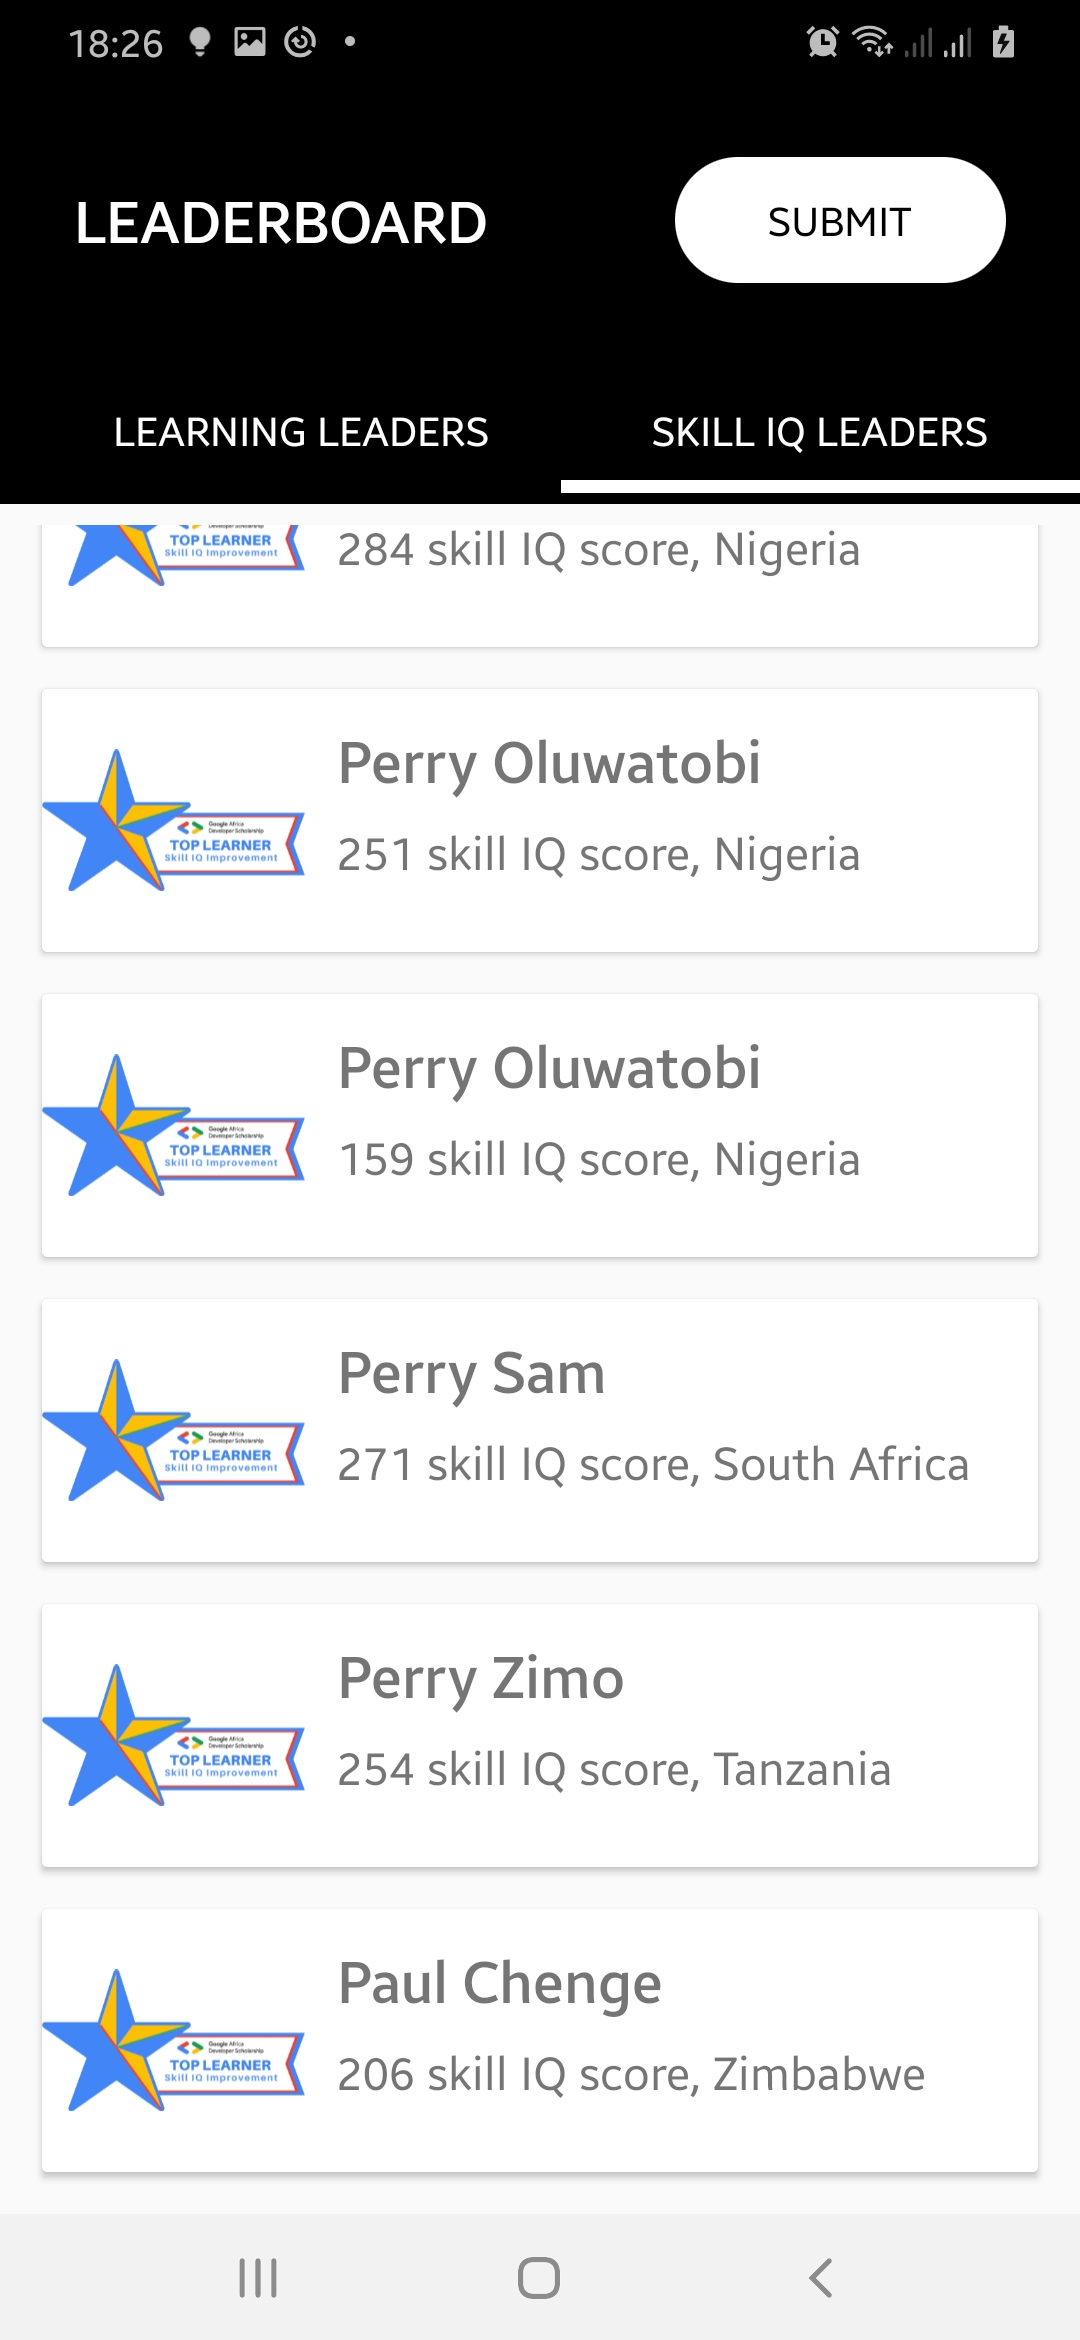 18:26
LEADERBOARD
SUBMIT
LEARNING LEADERS
SKILL IQ LEADERS
TOP LEARNER
Skill IQ Improvement
284 skill IQ score, Nigeria
Perry Oluwatobi
Google Africa
Developer Scholarship
TOP LEARNER
Skill IQ Improvement
251 skill IQ score, Nigeria
Perry Oluwatobi
Google Africa
Developer Scholarship
TOP LEARNER
Skill IQ Improvement
159 skill IQ score, Nigeria
Perry Sam
Google Africa
Developer Scholarship
TOP LEARNER
Skill IQ Improvement
271 skill IQ score, South Africa
Perry Zimo
Google Africa
Developer Scholarship
TOP LEARNER
Skill IQ Improvement
254 skill IQ score, Tanzania
Paul Chenge
Google Africa
Developer Scholarship
TOP LEARNER
Skill IQ Improvement
206 skill IQ score, Zimbabwe